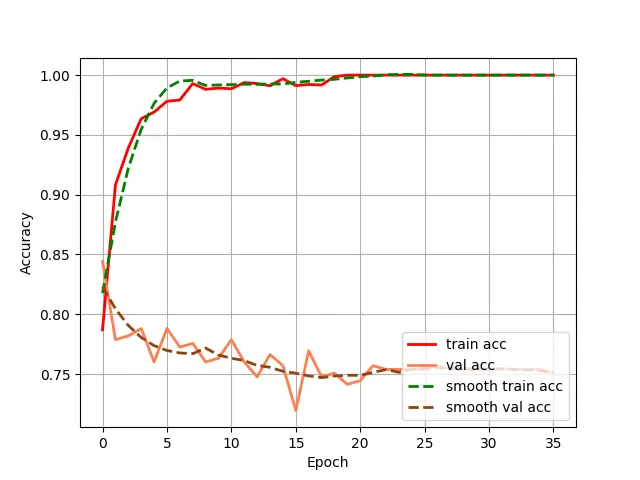 1.00
0.95
0.90
0.85
0.80
0.75
Accuracy
train acc
val acc
smooth train acc
smooth val acc
0 5 10 15 20 25 30 35
Epoch